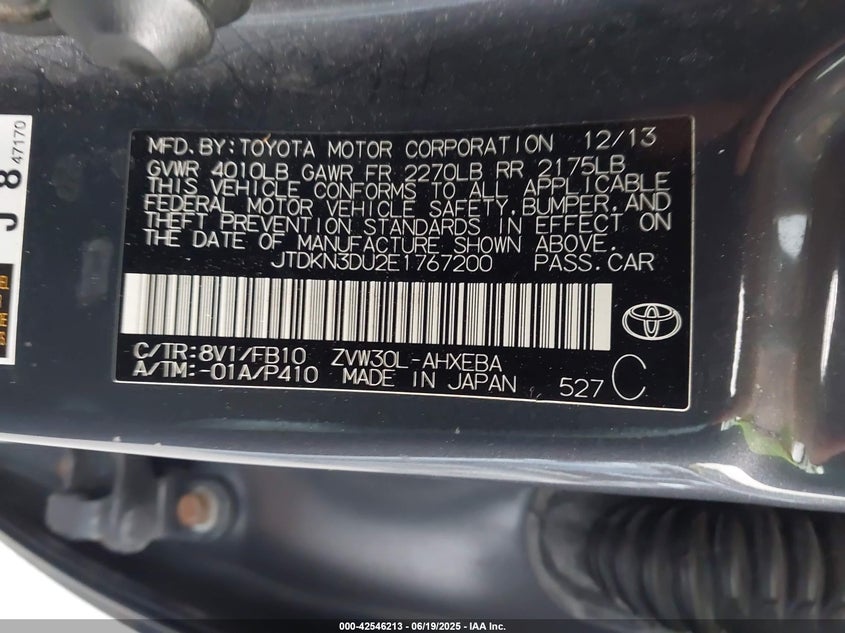 MFD. BY: TOYOTA MOTOR CORPORATION 12/13
GVWR 4010LB GAWR FR 2270LB RR 2175LB
THIS VEHICLE CONFORMS TO ALL APPLICABLE
FEDERAL MOTOR VEHICLE SAFETY, BUMPER, AND
THEFT PREVENTION STANDARDS IN EFFECT ON
THE DATE OF MANUFACTURE SHOWN ABOVE.
JTDKN3DU2E1767200 PASS. CAR
C/TR: 8V1/FB10 ZVW30L-AHXEBA
A/TM: -01A/P410 MADE IN JAPAN 527 C
J 8 47170
000-42546213 - 06/19/2025 - IAA Inc.